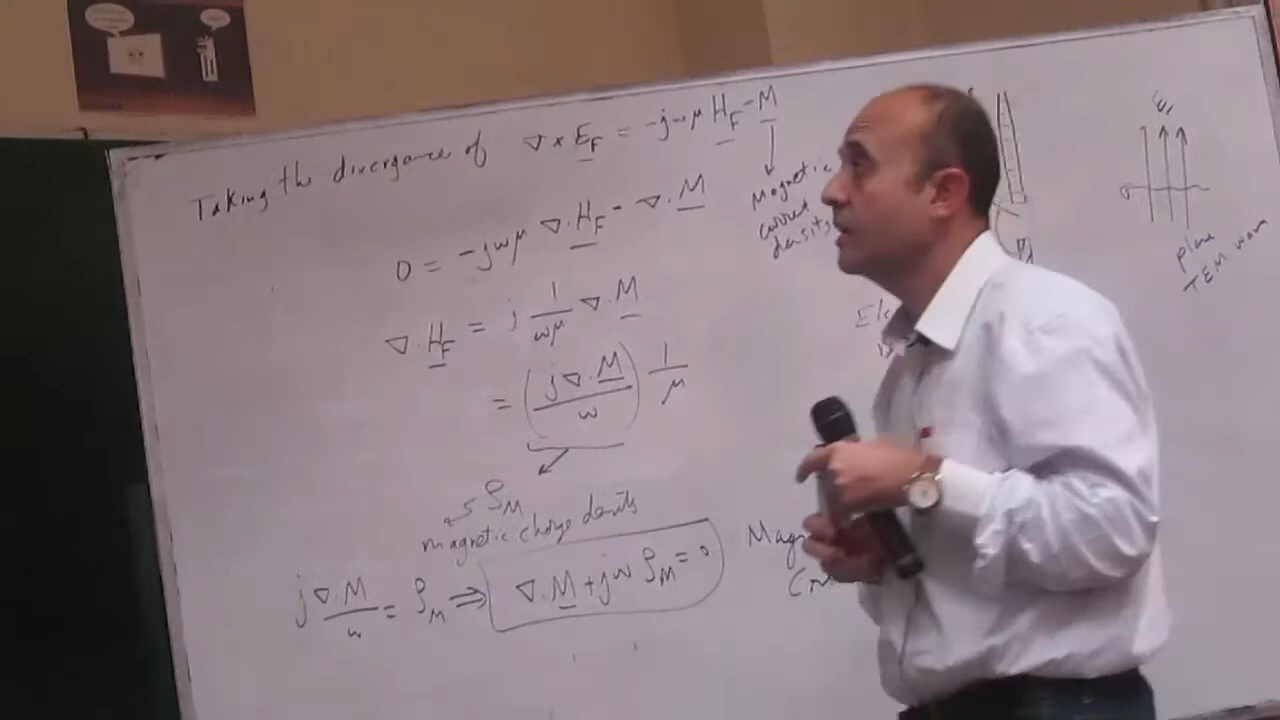 Taking the divergance of ∇ × E_F = -jωμ H_F - M
Magnetic
current
density
0 = -jωμ ∇.H_F - ∇.M
∇.H_F = j 1/ωμ ∇.M
= (j∇.M/ω) 1/μ
ρ_M
magnetic charge density
j∇.M/ω = ρ_M ⇒ ∇.M + jω ρ_M = 0
plane
TEM wave